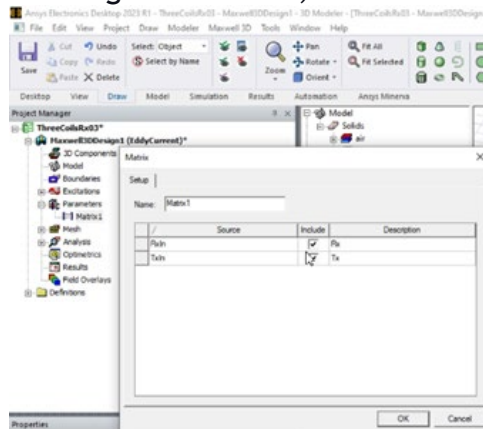 Ansys Electronics Desktop 2023 R1 - ThreeCoilsRx03 - Maxwell3DDesign1 - 3D Modeler - [ThreeCoilsRx03 - Maxwell3DDesign
File Edit View Project Draw Modeler Maxwell 3D Tools Window Help
Save
Cut Undo
Copy Redo
Paste Delete
Select: Object
Select by Name
Zoom
Pan
Rotate
Orient
Fit All
Fit Selected
Desktop View Draw Model Simulation Results Automation Ansys Minerva
Project Manager
ThreeCoilsRx03*
Maxwell3DDesign1 (EddyCurrent)*
3D Components
Model
Boundaries
Excitations
Parameters
Matrix1
Mesh
Analysis
Optimetrics
Results
Field Overlays
Definitions
Model
Solids
air
Matrix
Setup
Name: Matrix1
/ Source Include Description
RxIn Rx
TxIn Tx
OK Cancel
Properties